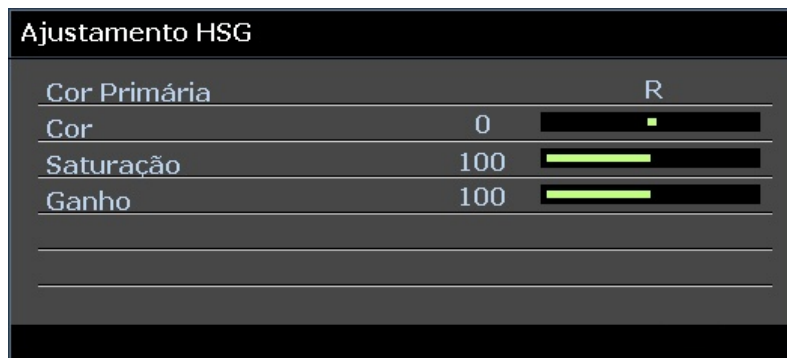 Ajustamento HSG
Cor Primária R
Cor 0
Saturação 100
Ganho 100